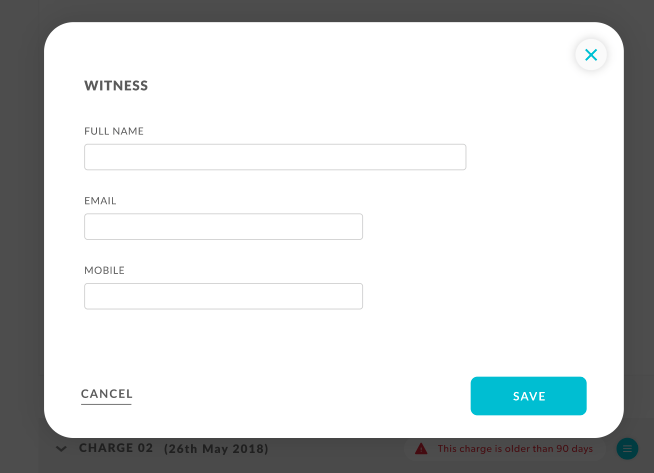 WITNESS
FULL NAME
EMAIL
MOBILE
CANCEL
SAVE
CHARGE 02 (26th May 2018)
This charge is older than 90 days